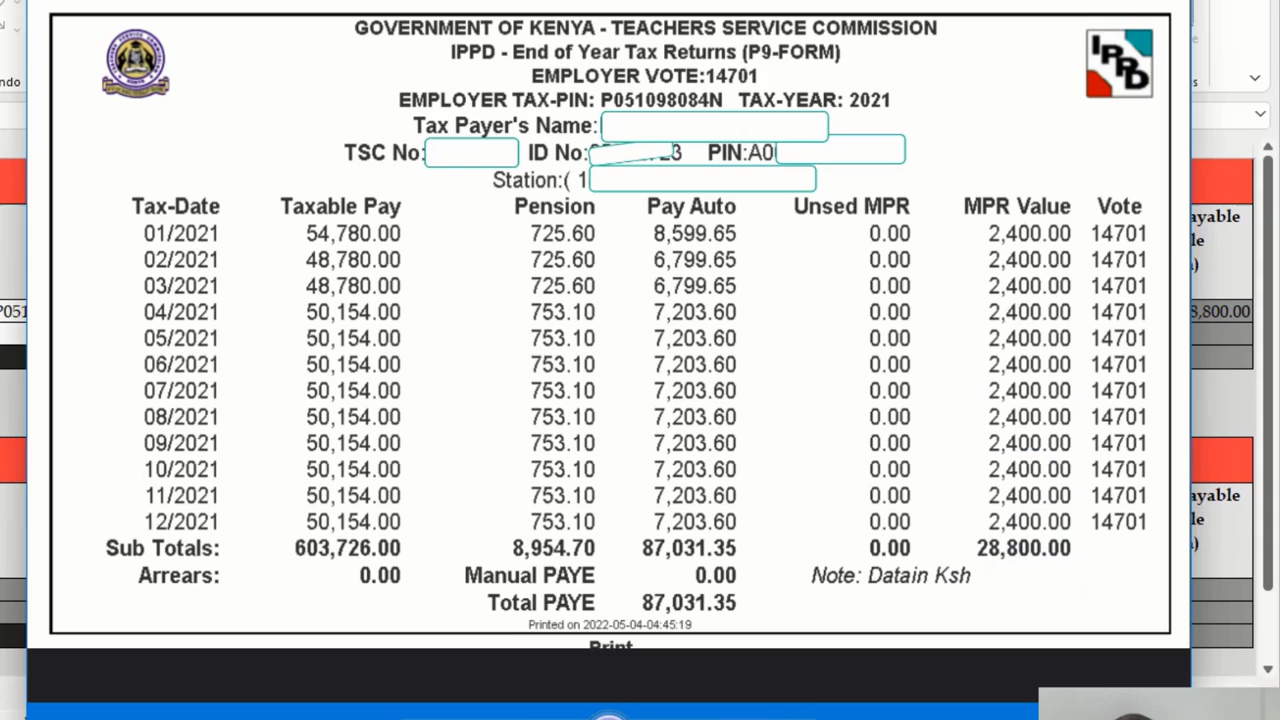 GOVERNMENT OF KENYA - TEACHERS SERVICE COMMISSION
IPPD - End of Year Tax Returns (P9-FORM)
EMPLOYER VOTE:14701
EMPLOYER TAX-PIN: P051098084N TAX-YEAR: 2021
Tax Payer's Name:
TSC No: ID No: 3 PIN:A0
Station:( 1
Tax-Date Taxable Pay Pension Pay Auto Unsed MPR MPR Value Vote
01/2021 54,780.00 725.60 8,599.65 0.00 2,400.00 14701
02/2021 48,780.00 725.60 6,799.65 0.00 2,400.00 14701
03/2021 48,780.00 725.60 6,799.65 0.00 2,400.00 14701
04/2021 50,154.00 753.10 7,203.60 0.00 2,400.00 14701
05/2021 50,154.00 753.10 7,203.60 0.00 2,400.00 14701
06/2021 50,154.00 753.10 7,203.60 0.00 2,400.00 14701
07/2021 50,154.00 753.10 7,203.60 0.00 2,400.00 14701
08/2021 50,154.00 753.10 7,203.60 0.00 2,400.00 14701
09/2021 50,154.00 753.10 7,203.60 0.00 2,400.00 14701
10/2021 50,154.00 753.10 7,203.60 0.00 2,400.00 14701
11/2021 50,154.00 753.10 7,203.60 0.00 2,400.00 14701
12/2021 50,154.00 753.10 7,203.60 0.00 2,400.00 14701
Sub Totals: 603,726.00 8,954.70 87,031.35 0.00 28,800.00
Arrears: 0.00 Manual PAYE 0.00 Note: Datain Ksh
Total PAYE 87,031.35
Printed on 2022-05-04-04:45:19
Print
IPPD
ndo
P051
ayable
le
)
8,800.00
ayable
le
)